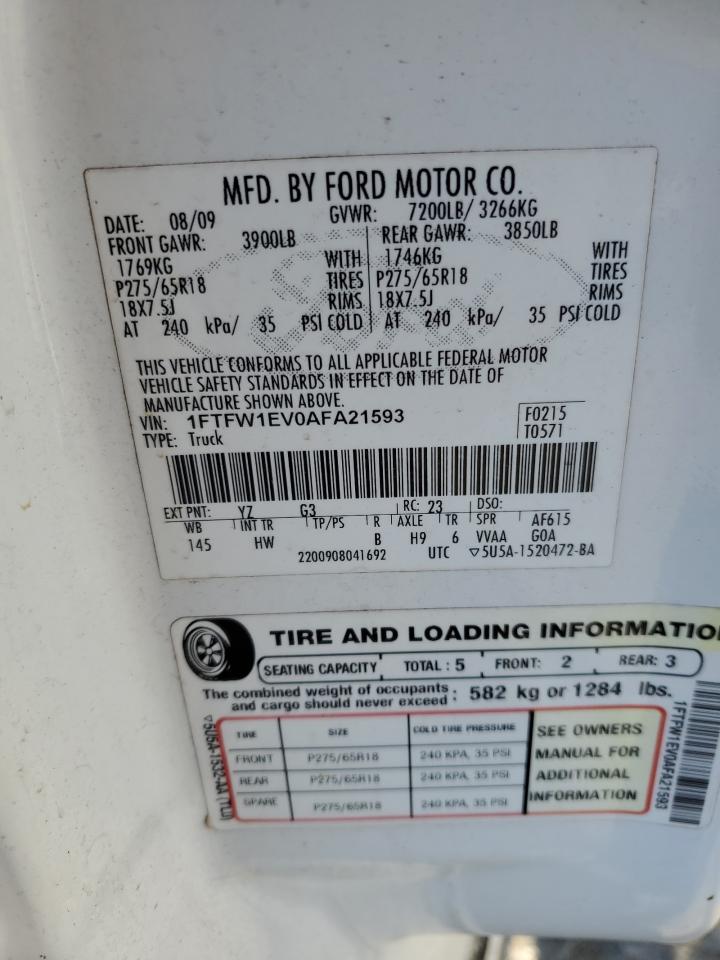 MFD. BY FORD MOTOR CO.
DATE: 08/09 GVWR: 7200LB/ 3266KG
FRONT GAWR: 3900LB REAR GAWR: 3850LB
1769KG WITH 1746KG WITH
P275/65R18 TIRES P275/65R18 TIRES
18X7.5J RIMS 18X7.5J RIMS
AT 240 kPa/ 35 PSI COLD AT 240 kPa/ 35 PSI COLD
THIS VEHICLE CONFORMS TO ALL APPLICABLE FEDERAL MOTOR
VEHICLE SAFETY STANDARDS IN EFFECT ON THE DATE OF
MANUFACTURE SHOWN ABOVE.
VIN: 1FTFW1EV0AFA21593 F0215
TYPE: Truck T0571
EXT PNT: YZ G3 RC: 23 DSO:
WB INT TR TP/PS R AXLE TR SPR AF615
145 HW B H9 6 VVAA GOA
2200908041692 UTC ▽5U5A-1520472-BA
TIRE AND LOADING INFORMATIO
SEATING CAPACITY TOTAL : 5 FRONT: 2 REAR: 3
The combined weight of occupants
and cargo should never exceed : 582 kg or 1284 lbs.
TIRE SIZE COLD TIRE PRESSURE SEE OWNERS
FRONT P275/65R18 240 KPA, 35 PSI MANUAL FOR
REAR P275/65R18 240 KPA, 35 PSI ADDITIONAL
SPARE P275/65R18 240 KPA, 35 PSI INFORMATION
▽5U5A-1532-AA (TLU)
1FTFW1EV0AFA21593